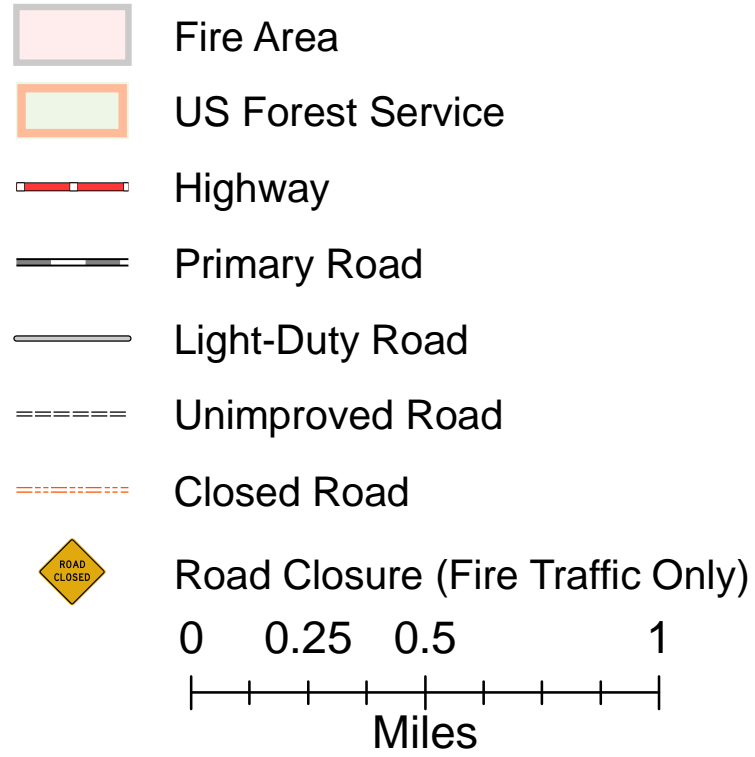 Fire Area
US Forest Service
Highway
Primary Road
Light-Duty Road
Unimproved Road
Closed Road
ROAD
CLOSED
Road Closure (Fire Traffic Only)
0 0.25 0.5 1
Miles